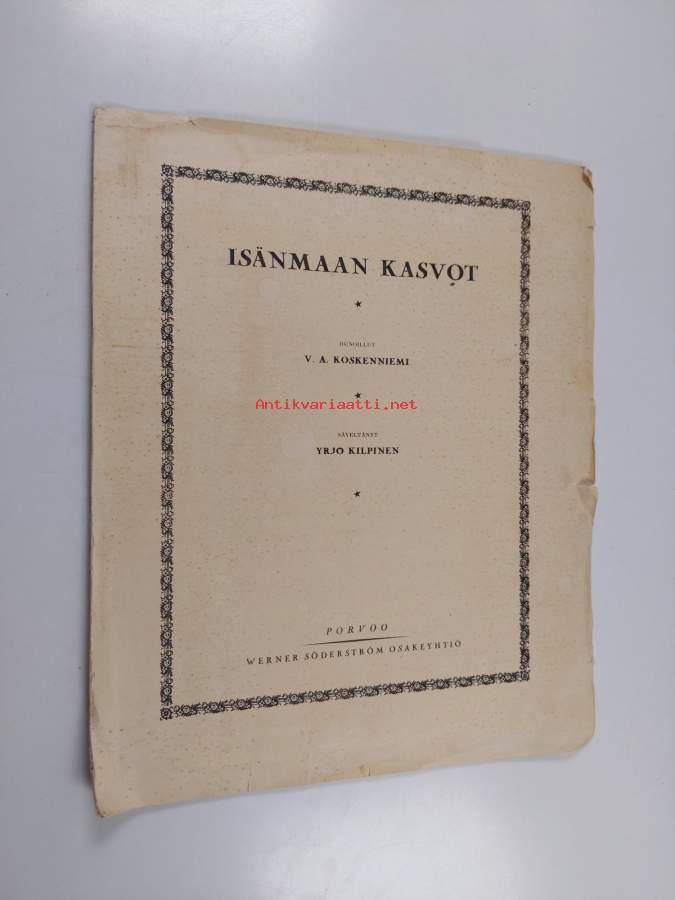 ISÄNMAAN KASVOT
RUNOILLUT
V. A. KOSKENNIEMI
Antikvariaatti.net
SÄVELTÄNYT
YRJÖ KILPINEN
PORVOO
WERNER SÖDERSTRÖM OSAKEYHTIÖ